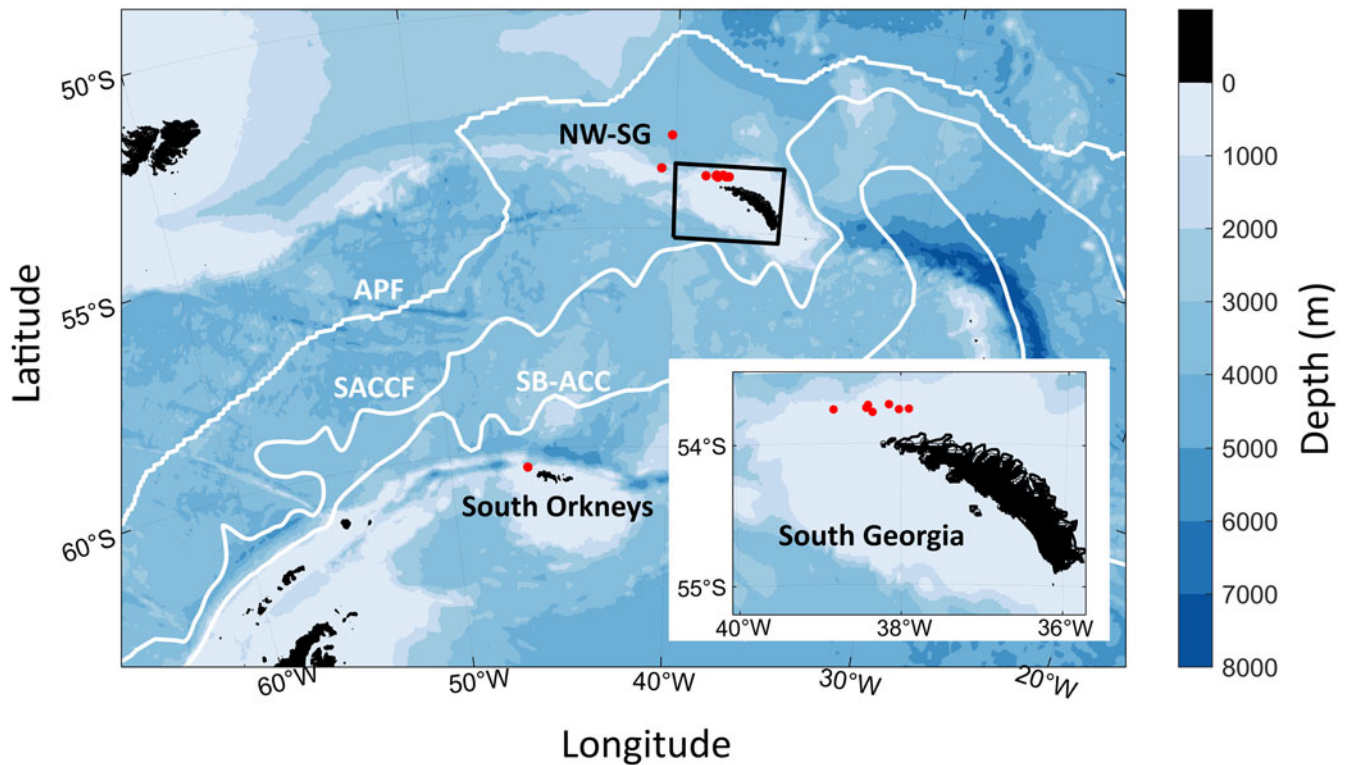 50°S
55°S
60°S
Latitude
NW-SG
APF
SACCF
SB-ACC
South Orkneys
54°S
South Georgia
55°S
40°W
38°W
36°W
60°W
50°W
40°W
30°W
20°W
Longitude
0
1000
2000
3000
4000
5000
6000
7000
8000
Depth (m)